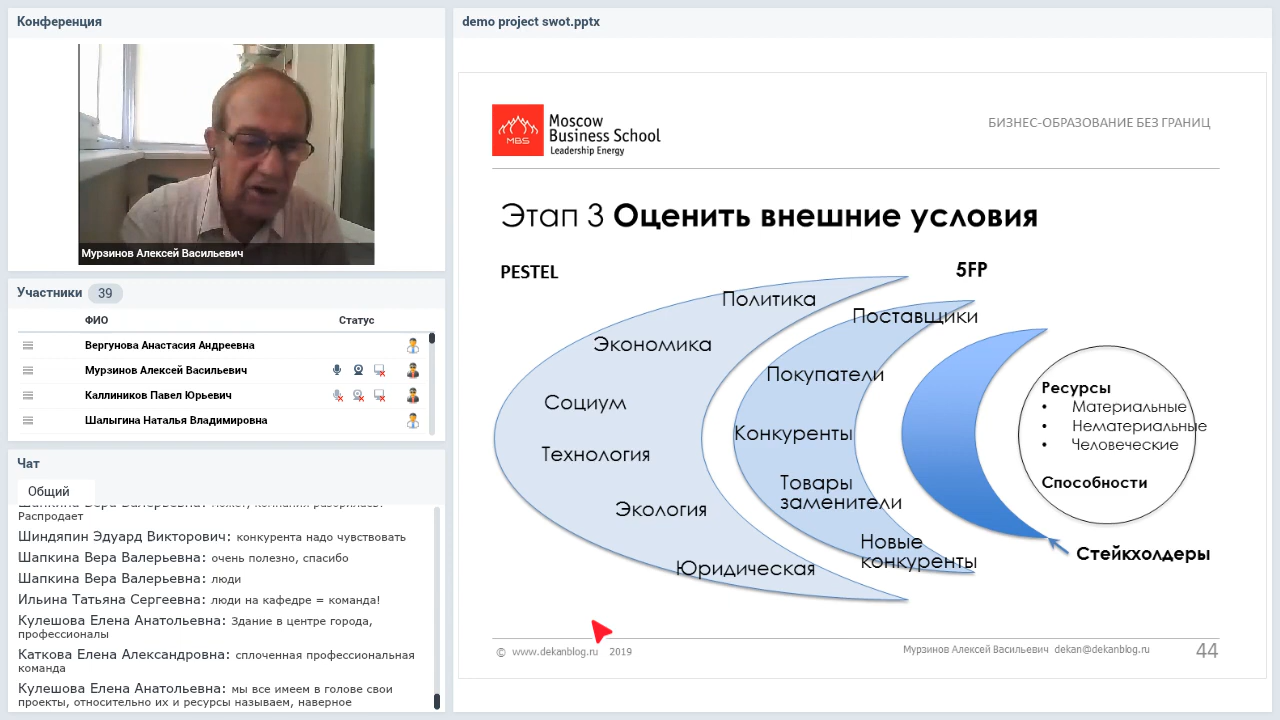 Конференция
Мурзинов Алексей Васильевич
Участники 39
ФИО Статус
Вергунова Анастасия Андреевна
Мурзинов Алексей Васильевич
Каллиников Павел Юрьевич
Шалыгина Наталья Владимировна
Чат
Общий
Распродает
Шиндяпин Эдуард Викторович: конкурента надо чувствовать
Шапкина Вера Валерьевна: очень полезно, спасибо
Шапкина Вера Валерьевна: люди
Ильина Татьяна Сергеевна: люди на кафедре = команда!
Кулешова Елена Анатольевна: Здание в центре города,
профессионалы
Каткова Елена Александровна: сплоченная профессиональная
команда
Кулешова Елена Анатольевна: мы все имеем в голове свои
проекты, относительно их и ресурсы называем, наверное
demo project swot.pptx
MBS
Moscow
Business School
Leadership Energy
БИЗНЕС-ОБРАЗОВАНИЕ БЕЗ ГРАНИЦ
Этап 3 Оценить внешние условия
PESTEL
Политика
Экономика
Социум
Технология
Экология
Юридическая
5FP
Поставщики
Покупатели
Конкуренты
Товары
заменители
Новые
конкуренты
Ресурсы
• Материальные
• Нематериальные
• Человеческие
Способности
Стейкхолдеры
© www.dekanblog.ru 2019
Мурзинов Алексей Васильевич dekan@dekanblog.ru
44